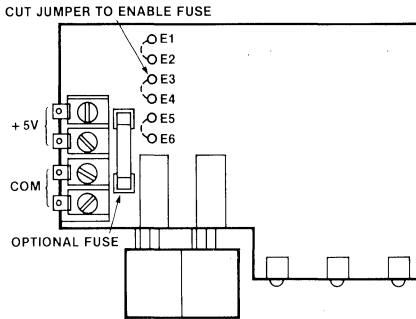 CUT JUMPER TO ENABLE FUSE
E1
E2
E3
E4
E5
E6
+5V
COM
OPTIONAL FUSE